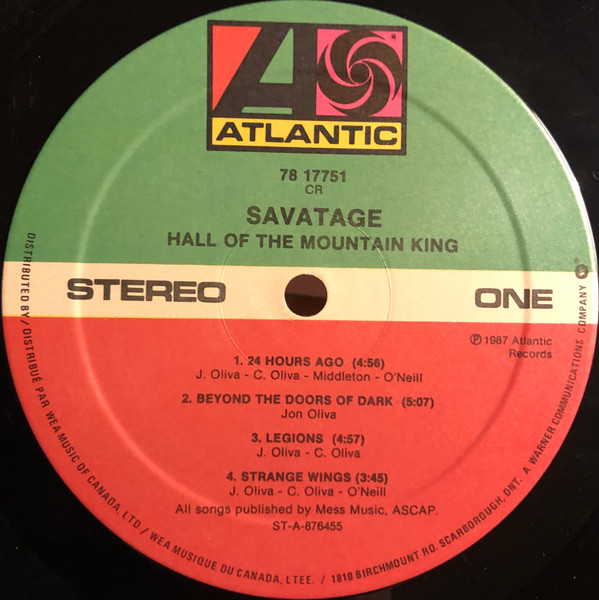 ATLANTIC
78 17751
CR
SAVATAGE
HALL OF THE MOUNTAIN KING
STEREO
ONE
℗ 1987 Atlantic
Records
1. 24 HOURS AGO (4:56)
J. Oliva - C. Oliva - Middleton - O'Neill
2. BEYOND THE DOORS OF DARK (5:07)
Jon Oliva
3. LEGIONS (4:57)
J. Oliva - C. Oliva
4. STRANGE WINGS (3:45)
J. Oliva - C. Oliva - O'Neill
All songs published by Mess Music, ASCAP.
ST-A-876455
DISTRIBUTED BY / DISTRIBUÉ PAR WEA MUSIC OF CANADA, LTD / WEA MUSIQUE DU CANADA, LTEE. / 1810 BIRCHMOUNT RD. SCARBOROUGH, ONT. A WARNER COMMUNICATIONS COMPANY